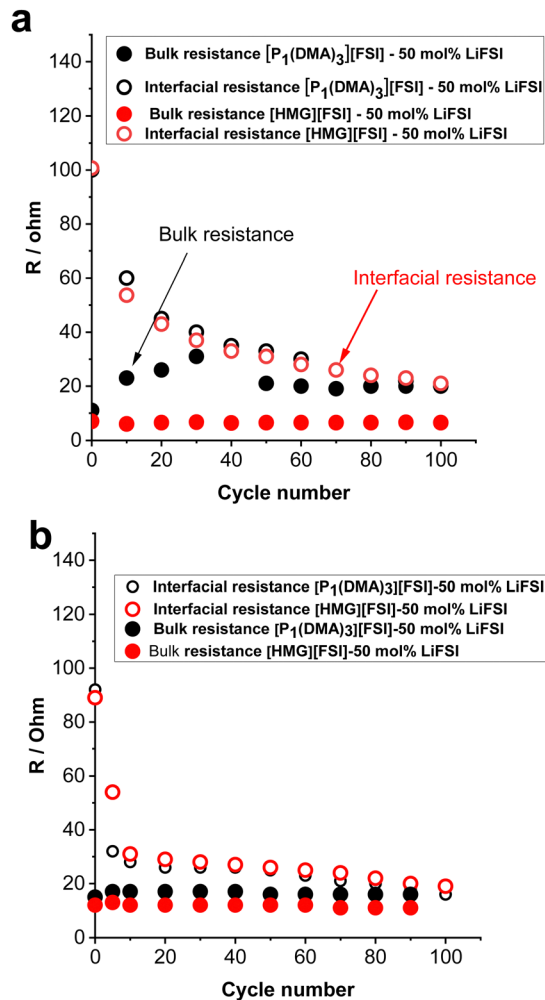 a
Bulk resistance [P1(DMA)3][FSI] - 50 mol% LiFSI
Interfacial resistance [P1(DMA)3][FSI] - 50 mol% LiFSI
Bulk resistance [HMG][FSI] - 50 mol% LiFSI
Interfacial resistance [HMG][FSI] - 50 mol% LiFSI
140
120
100
80
60
40
20
0
R / ohm
Bulk resistance
Interfacial resistance
0 20 40 60 80 100
Cycle number
b
Interfacial resistance [P1(DMA)3][FSI]-50 mol% LiFSI
Interfacial resistance [HMG][FSI]-50 mol% LiFSI
Bulk resistance [P1(DMA)3][FSI]-50 mol% LiFSI
Bulk resistance [HMG][FSI]-50 mol% LiFSI
140
120
100
80
60
40
20
0
R / Ohm
0 20 40 60 80 100
Cycle number